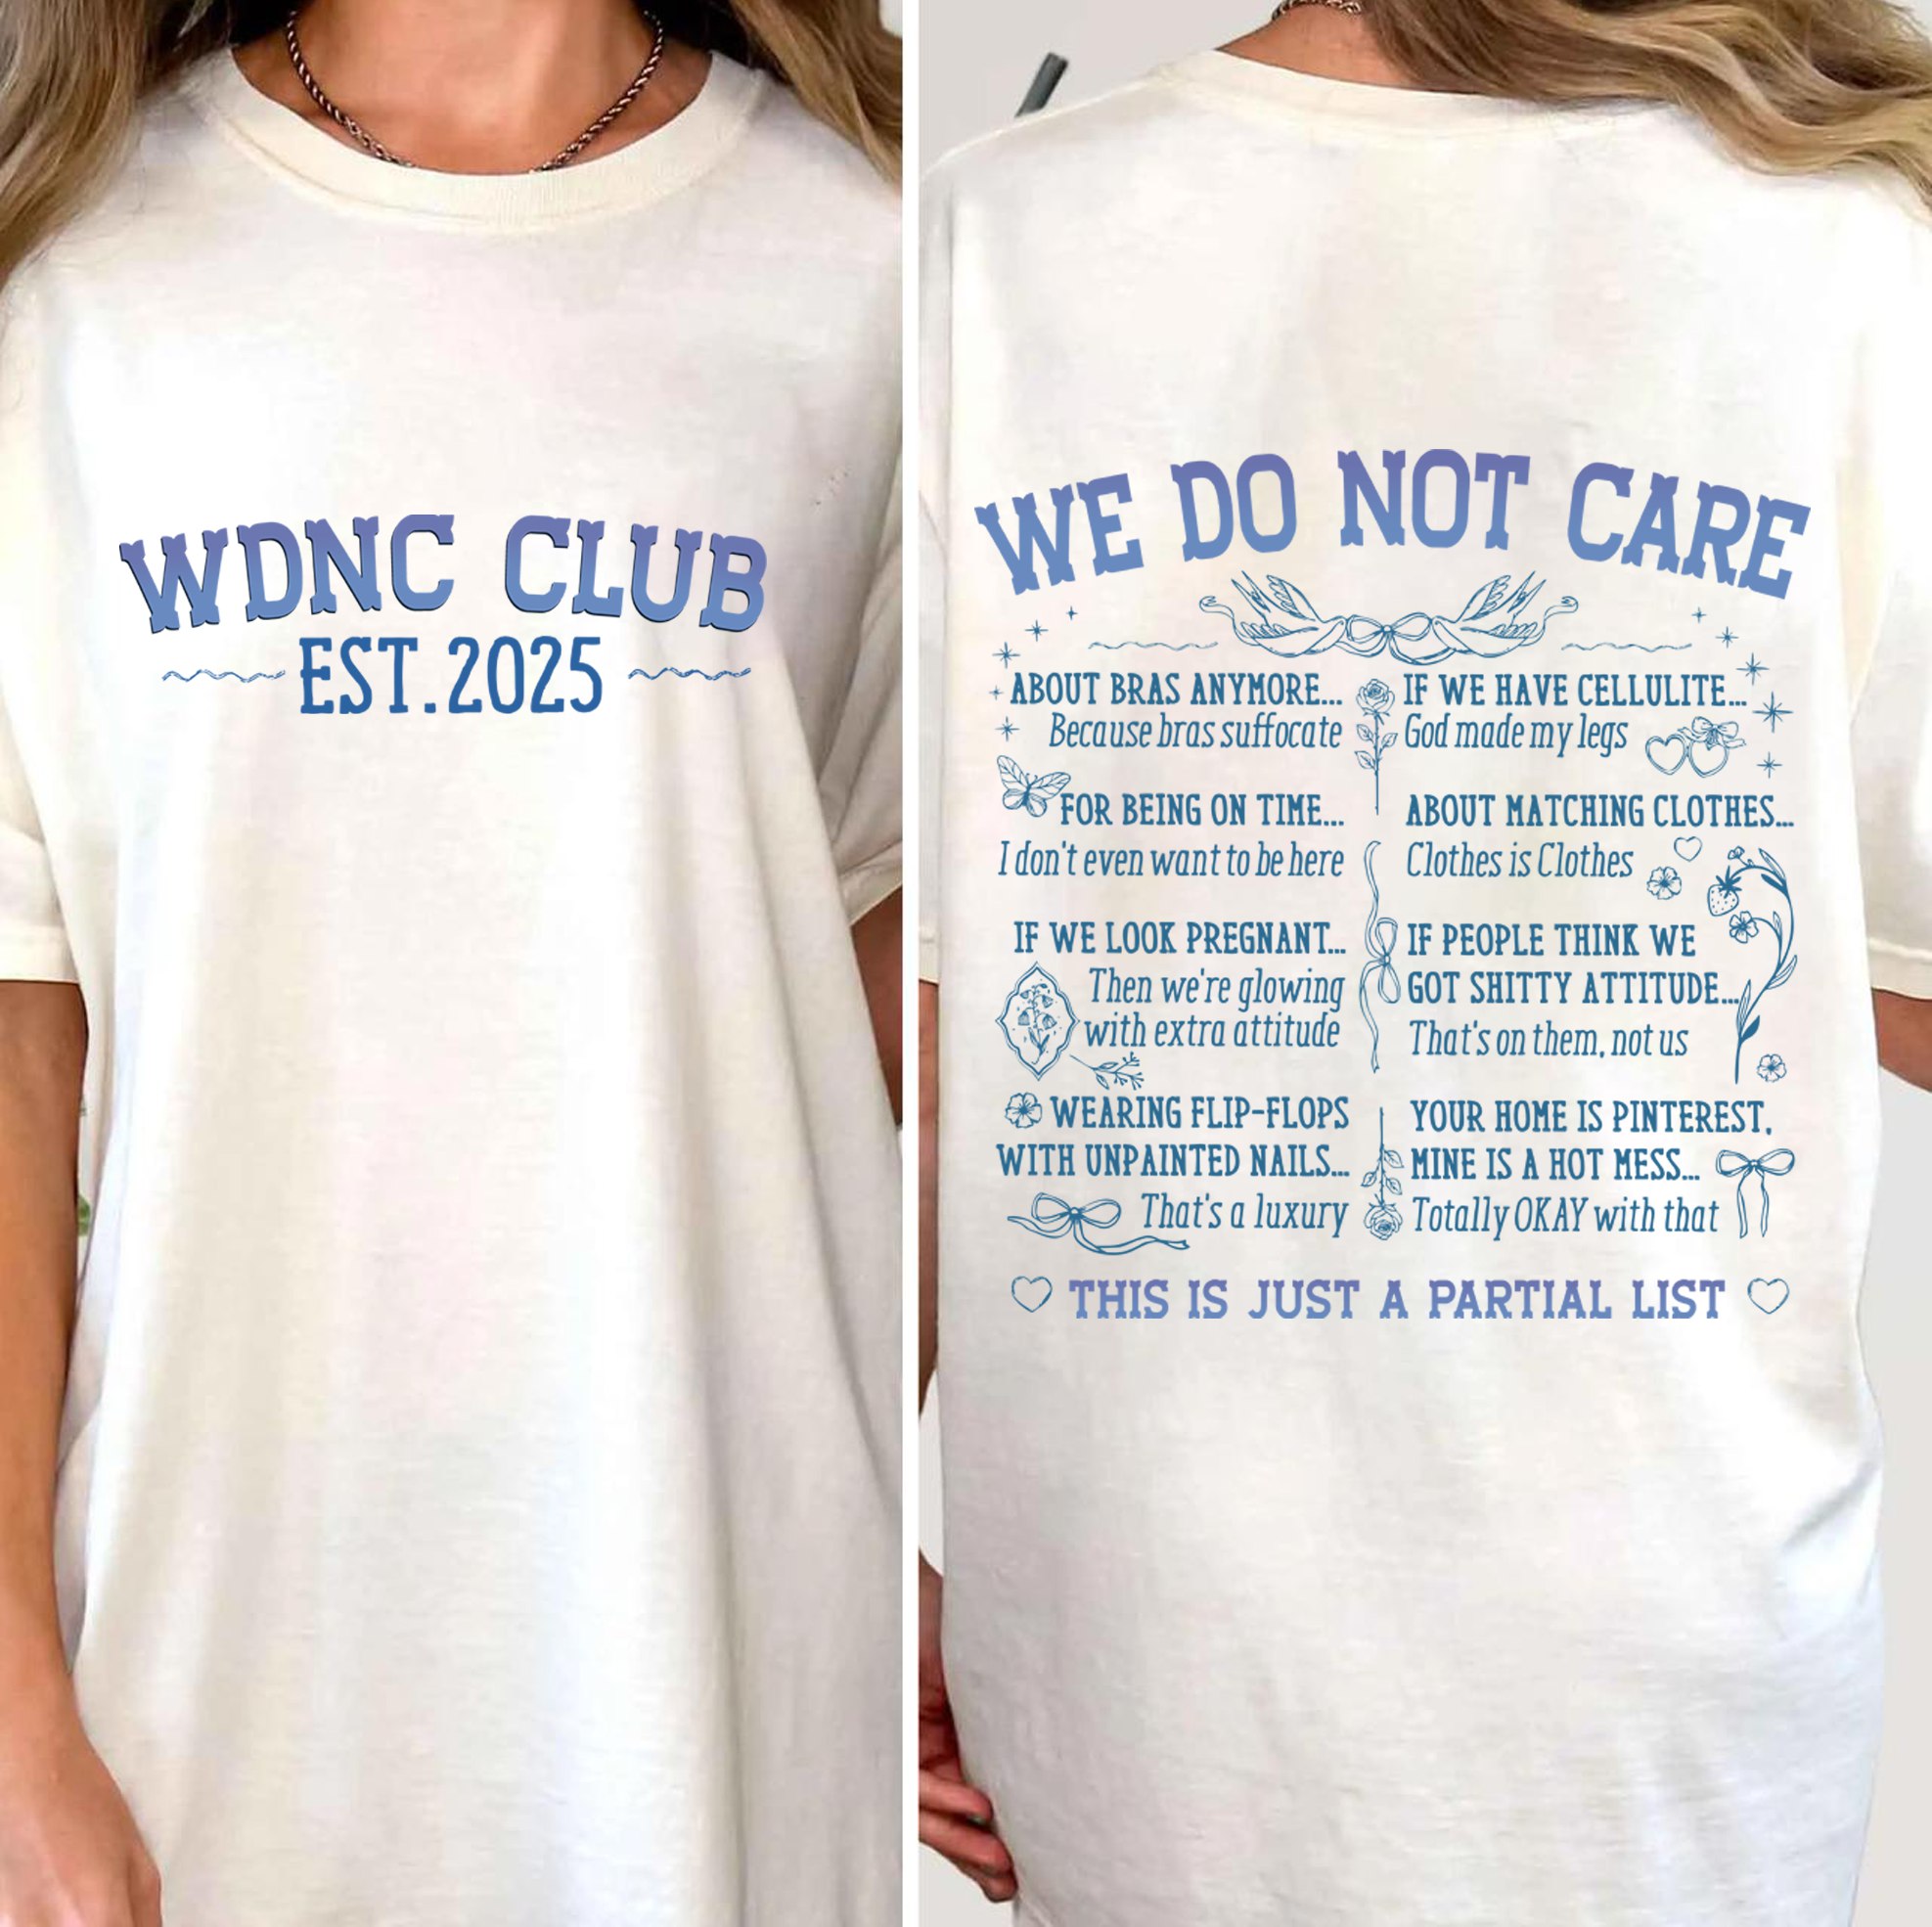 WDNC CLUB
EST.2025
WE DO NOT CARE
ABOUT BRAS ANYMORE...
Because bras suffocate
FOR BEING ON TIME...
I don't even want to be here
IF WE LOOK PREGNANT...
Then we're glowing
with extra attitude
WEARING FLIP-FLOPS
WITH UNPAINTED NAILS...
That's a luxury
IF WE HAVE CELLULITE...
God made my legs
ABOUT MATCHING CLOTHES...
Clothes is Clothes
IF PEOPLE THINK WE
GOT SHITTY ATTITUDE...
That's on them, not us
YOUR HOME IS PINTEREST,
MINE IS A HOT MESS...
Totally OKAY with that
THIS IS JUST A PARTIAL LIST